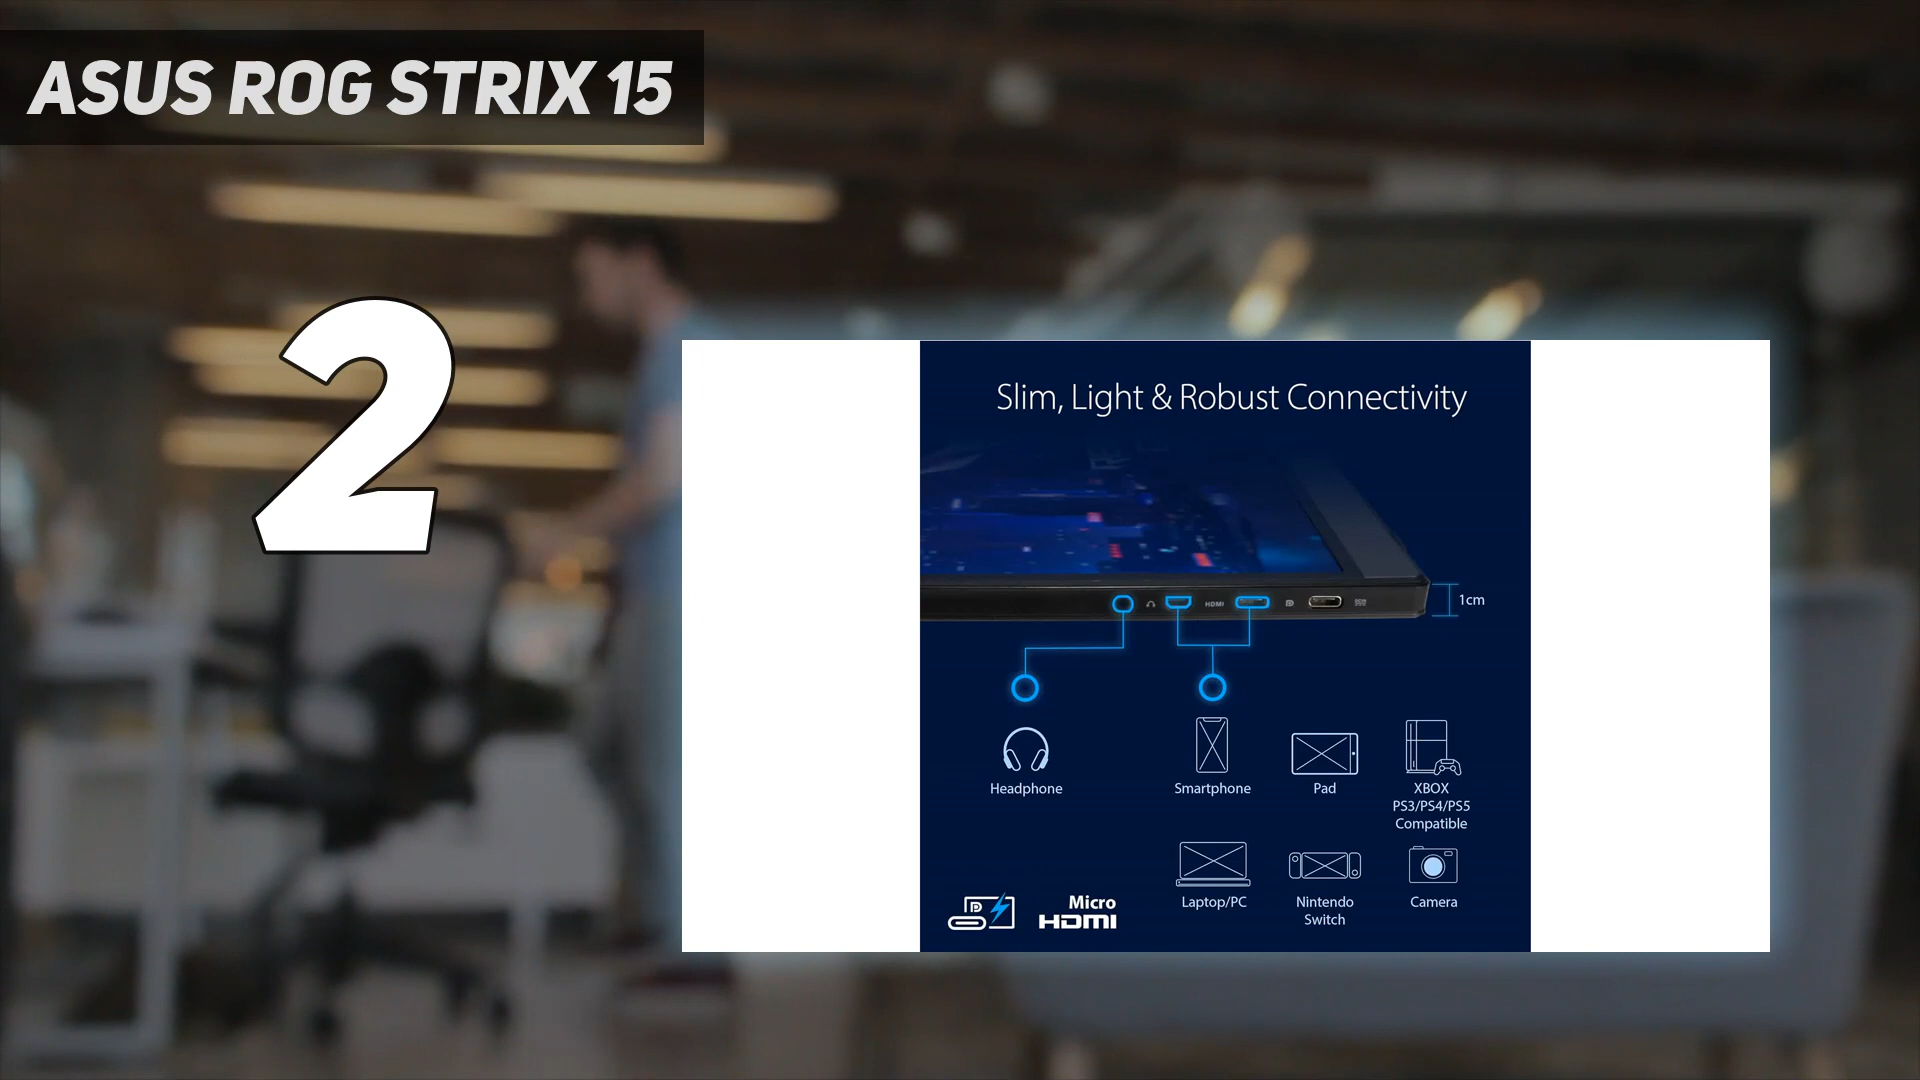 ASUS ROG STRIX 15
2
Slim, Light & Robust Connectivity
HDMI
1cm
Headphone
Smartphone
Pad
XBOX
PS3/PS4/PS5
Compatible
Laptop/PC
Nintendo
Switch
Camera
Micro
HDMI